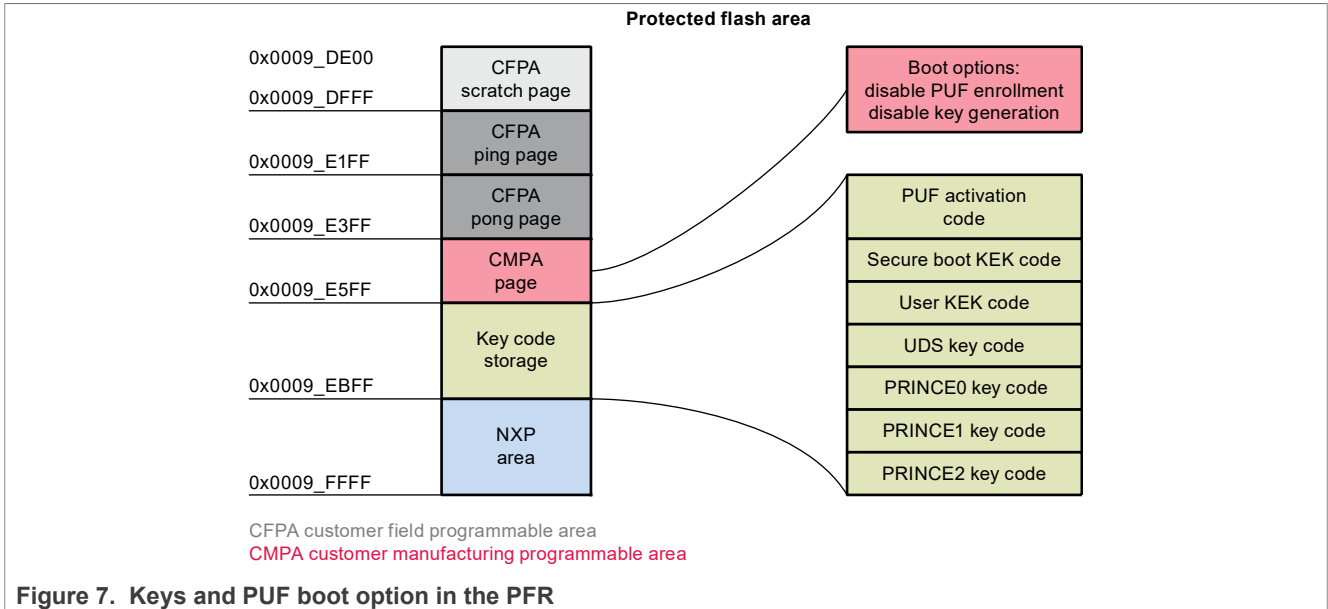 Protected flash area
0x0009_DE00
0x0009_DFFF
0x0009_E1FF
0x0009_E3FF
0x0009_E5FF
0x0009_EBFF
0x0009_FFFF
CFPA
scratch page
CFPA
ping page
CFPA
pong page
CMPA
page
Key code
storage
NXP
area
Boot options:
disable PUF enrollment
disable key generation
PUF activation
code
Secure boot KEK code
User KEK code
UDS key code
PRINCE0 key code
PRINCE1 key code
PRINCE2 key code
CFPA customer field programmable area
CMPA customer manufacturing programmable area
Figure 7. Keys and PUF boot option in the PFR